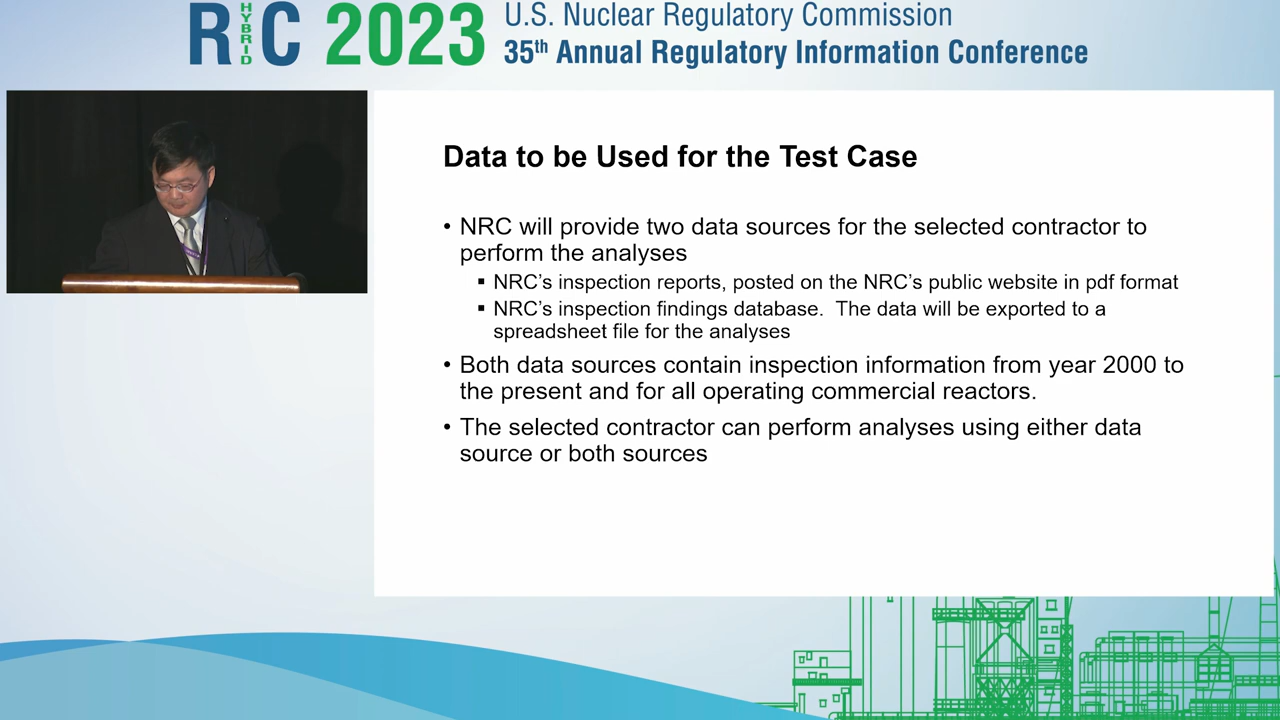 RIC 2023
HYBRID
U.S. Nuclear Regulatory Commission
35th Annual Regulatory Information Conference
Data to be Used for the Test Case
• NRC will provide two data sources for the selected contractor to
perform the analyses
▪ NRC’s inspection reports, posted on the NRC’s public website in pdf format
▪ NRC’s inspection findings database.  The data will be exported to a
spreadsheet file for the analyses
• Both data sources contain inspection information from year 2000 to
the present and for all operating commercial reactors.
• The selected contractor can perform analyses using either data
source or both sources